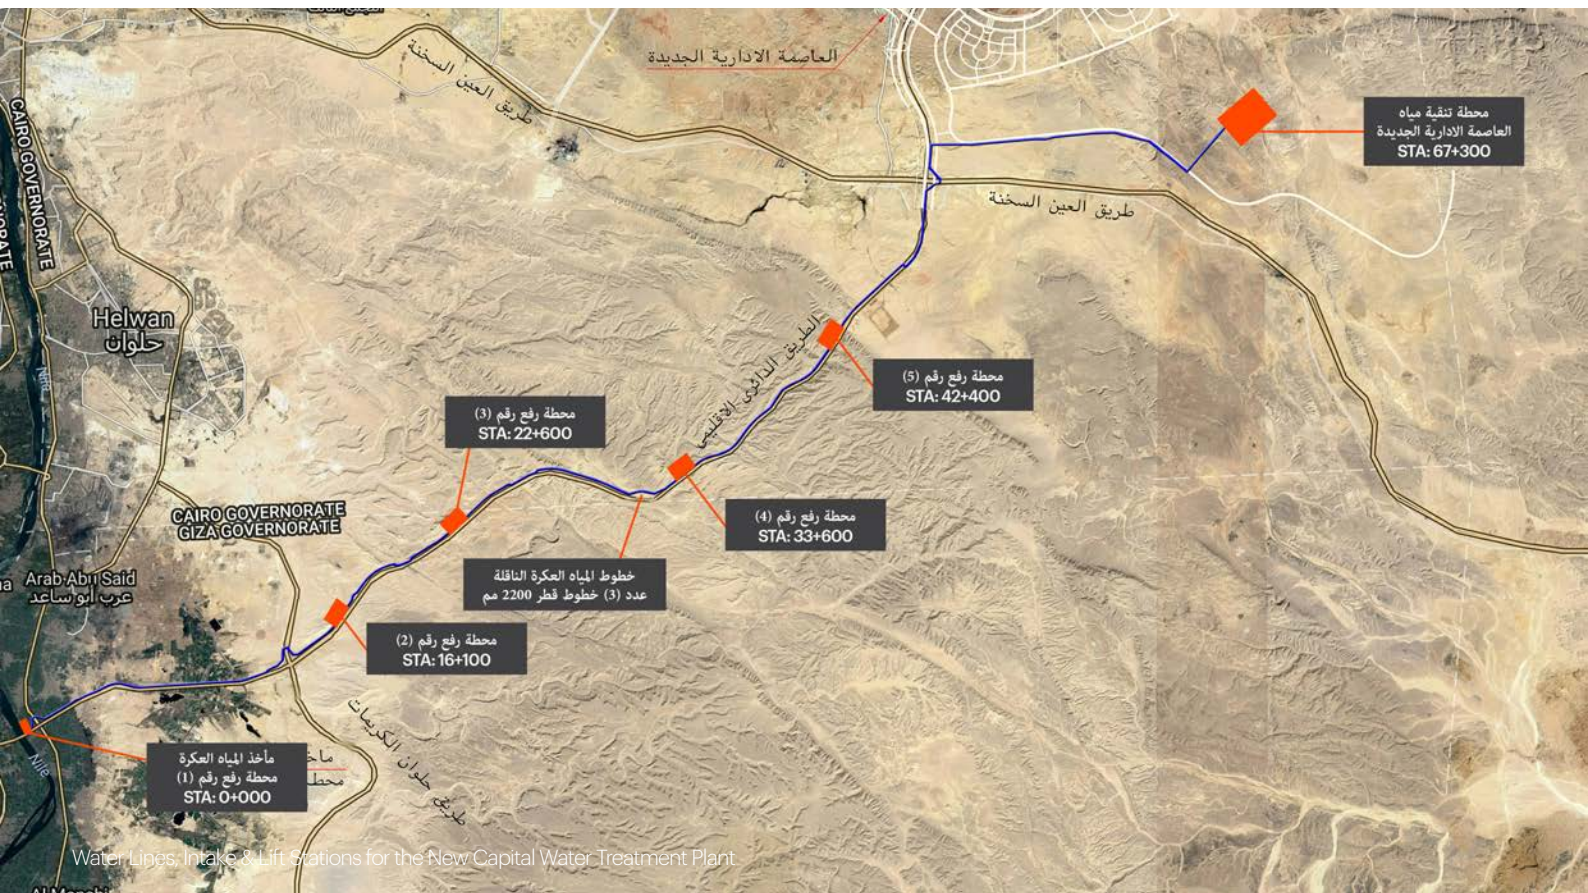 العاصمة الادارية الجديدة
طريق العين السخنة
محطة تنقية مياه
العاصمة الادارية الجديدة
STA: 67+300
طريق العين السخنة
CAIRO GOVERNORATE
Helwan
حلوان
الطريق الدائرى الاقليمى
محطة رفع رقم (5)
STA: 42+400
محطة رفع رقم (3)
STA: 22+600
محطة رفع رقم (4)
STA: 33+600
CAIRO GOVERNORATE
GIZA GOVERNORATE
خطوط المياه العكرة الناقلة
عدد (3) خطوط قطر 2200 مم
Arab Abu Said
عرب أبو ساعد
محطة رفع رقم (2)
STA: 16+100
طريق حلوان الكريمات
مأخذ المياه العكرة
محطة رفع رقم (1)
STA: 0+000
Nile
Water Lines, Intake & Lift Stations for the New Capital Water Treatment Plant